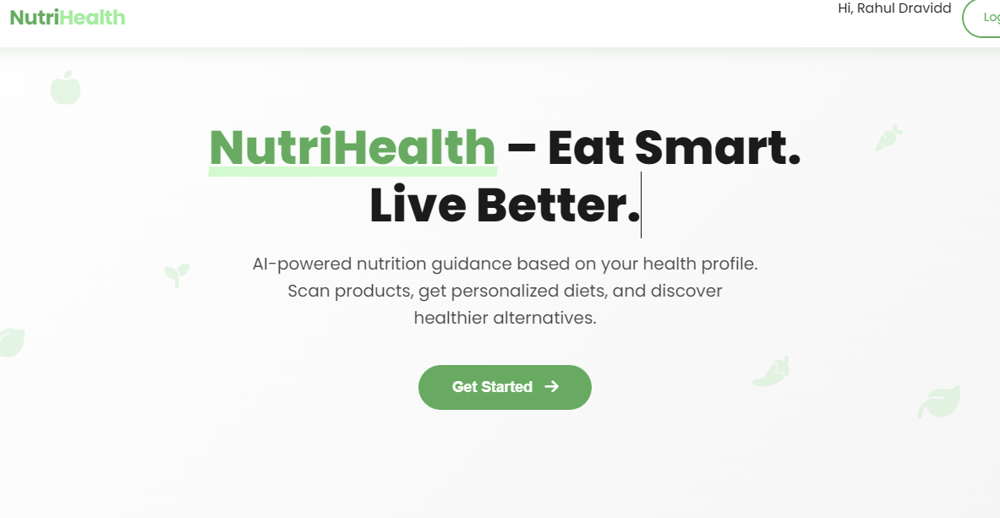 NutriHealth
Hi, Rahul Dravidd
NutriHealth – Eat Smart.
Live Better.
AI-powered nutrition guidance based on your health profile.
Scan products, get personalized diets, and discover
healthier alternatives.
Get Started